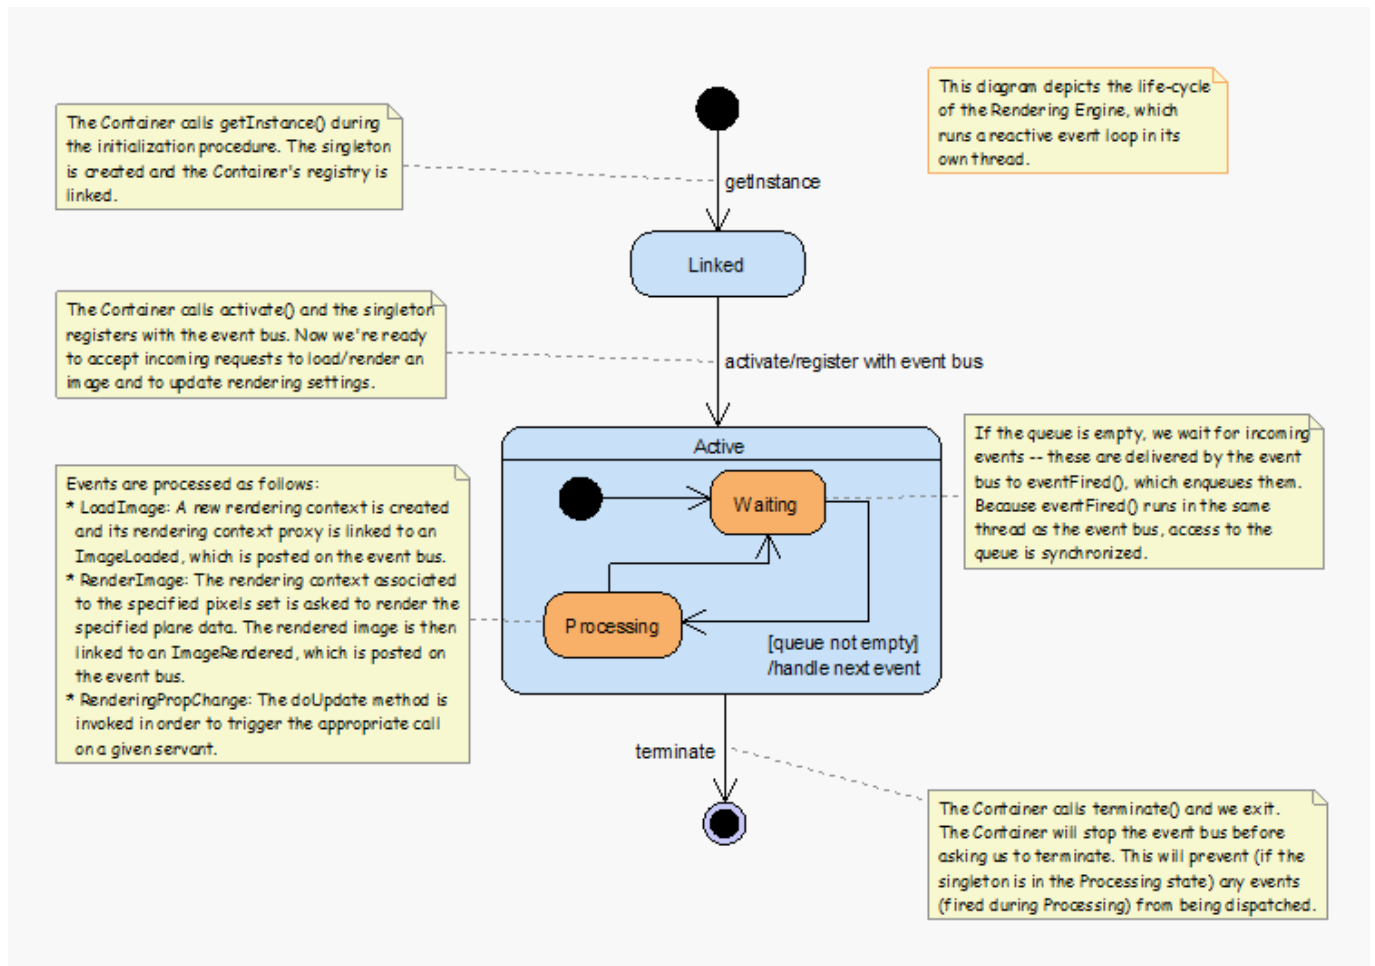 The Container calls getInstance() during
the initialization procedure. The singleton
is created and the Container's registry is
linked.
This diagram depicts the life-cycle
of the Rendering Engine, which
runs a reactive event loop in its
own thread.
getInstance
Linked
The Container calls activate() and the singleton
registers with the event bus. Now we're ready
to accept incoming requests to load/render an
image and to update rendering settings.
activate/register with event bus
Active
If the queue is empty, we wait for incoming
events -- these are delivered by the event
bus to eventFired(), which enqueues them.
Because eventFired() runs in the same
thread as the event bus, access to the
queue is synchronized.
Waiting
Events are processed as follows:
* LoadImage: A new rendering context is created
and its rendering context proxy is linked to an
ImageLoaded, which is posted on the event bus.
* RenderImage: The rendering context associated
to the specified pixels set is asked to render the
specified plane data. The rendered image is then
linked to an ImageRendered, which is posted on
the event bus.
* RenderingPropChange: The doUpdate method is
invoked in order to trigger the appropriate call
on a given servant.
Processing
[queue not empty]
/handle next event
terminate
The Container calls terminate() and we exit.
The Container will stop the event bus before
asking us to terminate. This will prevent (if the
singleton is in the Processing state) any events
(fired during Processing) from being dispatched.